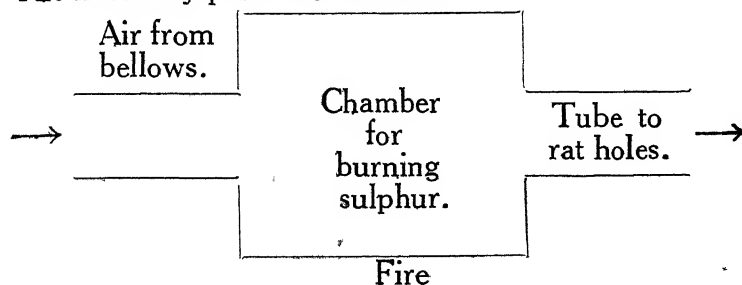 Air from
bellows.
Chamber
for
burning
sulphur.
Tube to
rat holes.
Fire